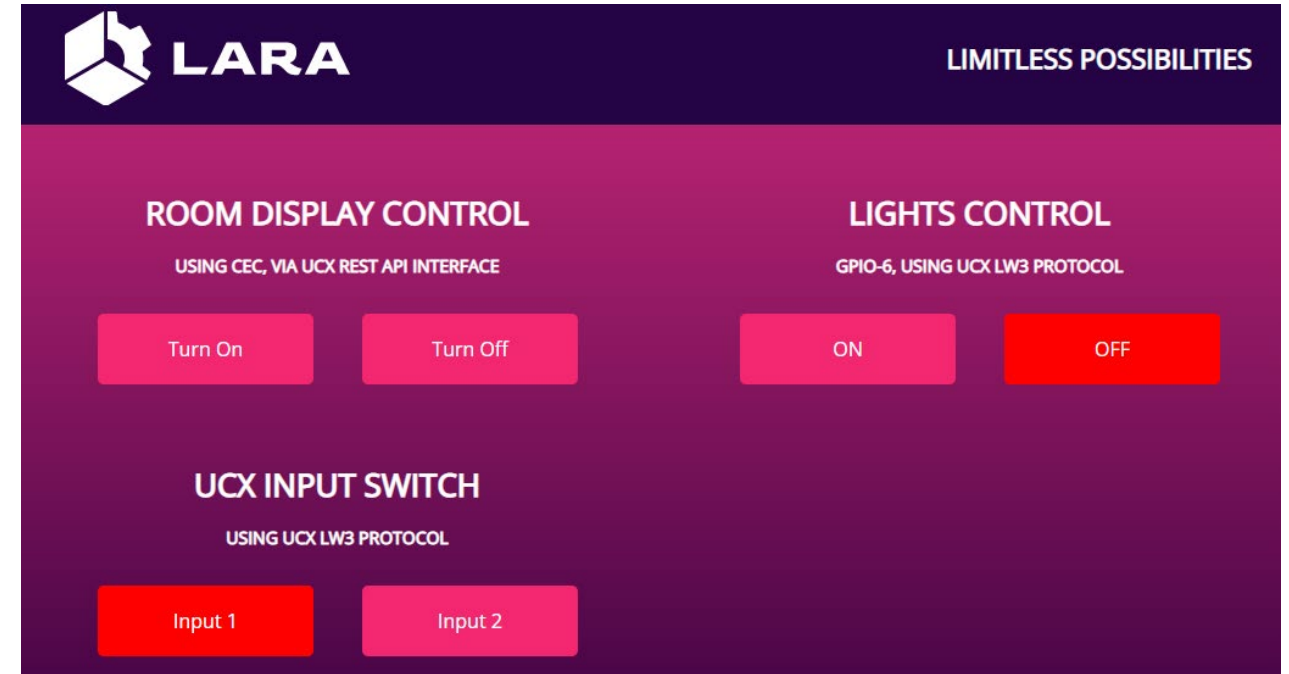 LARA
LIMITLESS POSSIBILITIES
ROOM DISPLAY CONTROL
USING CEC, VIA UCX REST API INTERFACE
Turn On
Turn Off
LIGHTS CONTROL
GPIO-6, USING UCX LW3 PROTOCOL
ON
OFF
UCX INPUT SWITCH
USING UCX LW3 PROTOCOL
Input 1
Input 2